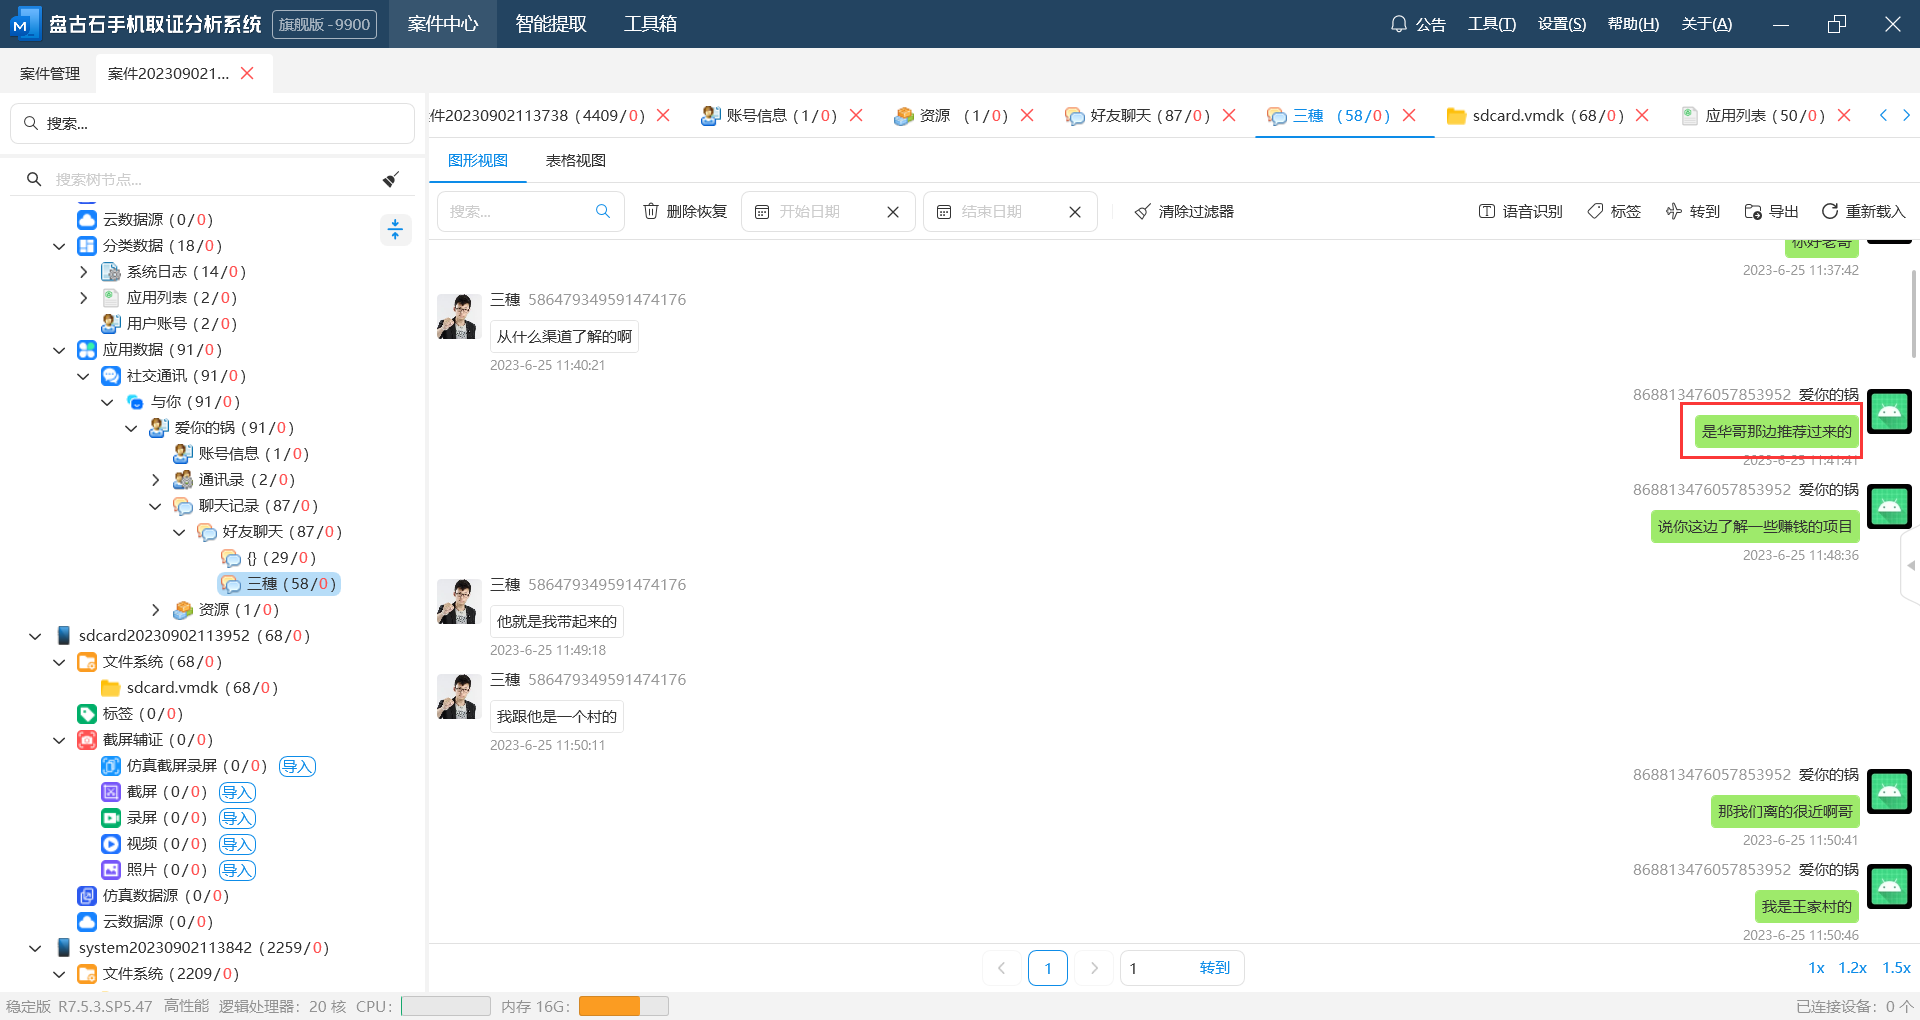 盘古石手机取证分析系统 旗舰版 - 9900 案件中心 智能提取 工具箱 公告 工具(T) 设置(S) 帮助(H) 关于(A)
案件管理 案件202309021...
搜索...
件20230902113738 (4409/0) 账号信息 (1/0) 资源 (1/0) 好友聊天 (87/0) 三穗 (58/0) sdcard.vmdk (68/0) 应用列表 (50/0)
图形视图 表格视图
搜索树节点...
搜索... 删除恢复 开始日期 结束日期 清除过滤器 语音识别 标签 转到 导出 重新载入
云数据源 (0/0)
分类数据 (18/0)
系统日志 (14/0)
应用列表 (2/0)
用户账号 (2/0)
应用数据 (91/0)
社交通讯 (91/0)
与你 (91/0)
爱你的锅 (91/0)
账号信息 (1/0)
通讯录 (2/0)
聊天记录 (87/0)
好友聊天 (87/0)
{} (29/0)
三穗 (58/0)
资源 (1/0)
sdcard20230902113952 (68/0)
文件系统 (68/0)
sdcard.vmdk (68/0)
标签 (0/0)
截屏辅证 (0/0)
仿真截屏录屏 (0/0) 导入
截屏 (0/0) 导入
录屏 (0/0) 导入
视频 (0/0) 导入
照片 (0/0) 导入
仿真数据源 (0/0)
云数据源 (0/0)
system20230902113842 (2259/0)
文件系统 (2209/0)
你好老哥
2023-6-25 11:37:42
三穗 586479349591474176
从什么渠道了解的啊
2023-6-25 11:40:21
868813476057853952 爱你的锅
是华哥那边推荐过来的
2023-6-25 11:41:41
868813476057853952 爱你的锅
说你这边了解一些赚钱的项目
2023-6-25 11:48:36
三穗 586479349591474176
他就是我带起来的
2023-6-25 11:49:18
三穗 586479349591474176
我跟他是一个村的
2023-6-25 11:50:11
868813476057853952 爱你的锅
那我们离的很近啊哥
2023-6-25 11:50:41
868813476057853952 爱你的锅
我是王家村的
2023-6-25 11:50:46
1 1 转到 1x 1.2x 1.5x
稳定版 R7.5.3.SP5.47 高性能 逻辑处理器: 20 核 CPU: 内存 16G: 已连接设备: 0 个